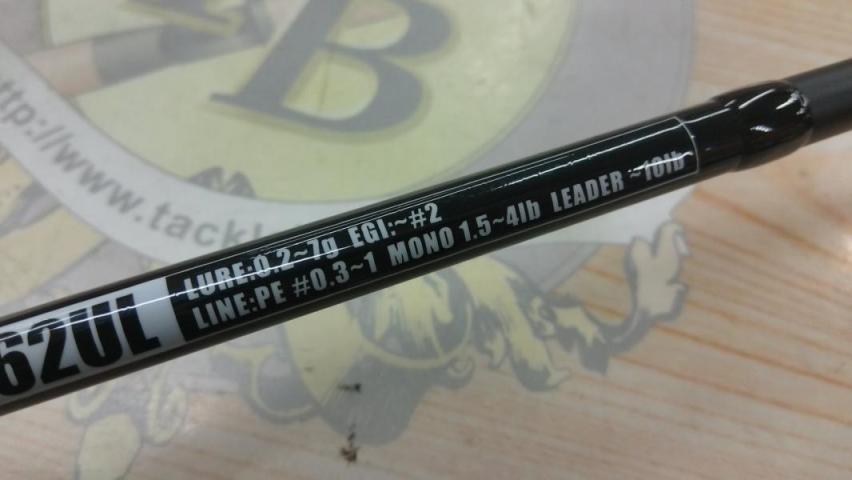 B
http://www.tackl
62UL
LURE:0.2~7g EGI:~#2
LINE:PE #0.3~1 MONO 1.5~4lb LEADER ~10lb